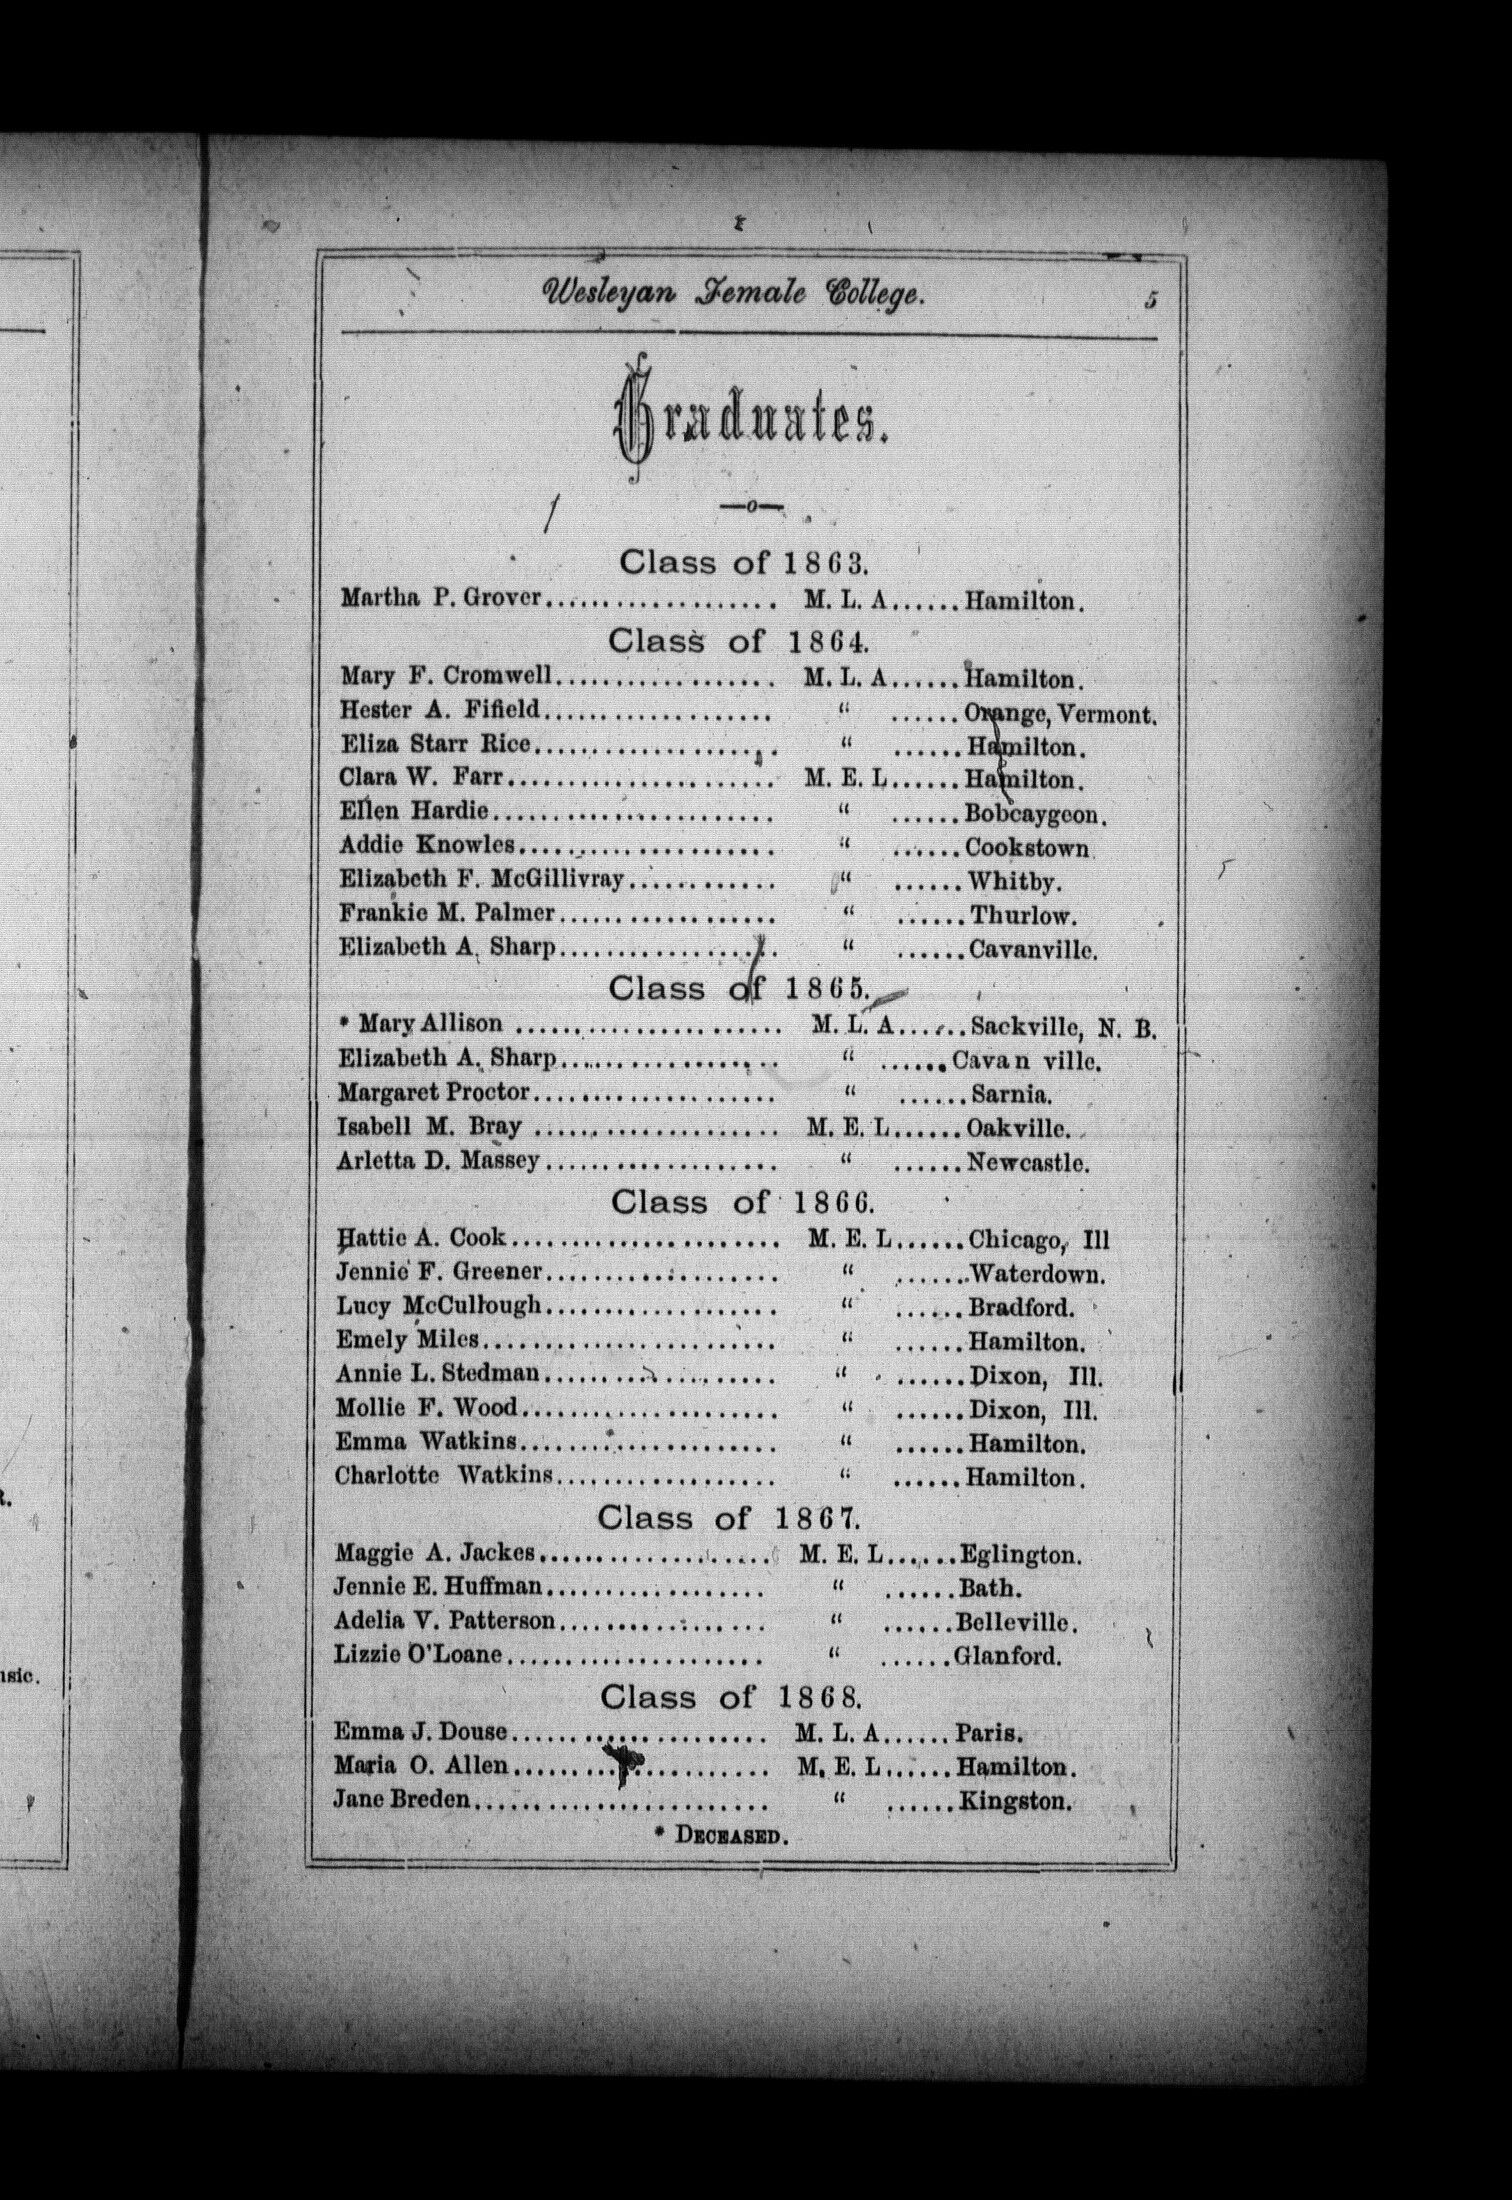 Wesleyan Female College. 5
Graduates.
Class of 1863.
Martha P. Grover................... M. L. A......Hamilton.
Class of 1864.
Mary F. Cromwell.................. M. L. A......Hamilton.
Hester A. Fifield................... “ ......Orange, Vermont.
Eliza Starr Rice..................... “ ......Hamilton.
Clara W. Farr...................... M. E. L......Hamilton.
Ellen Hardie....................... “ ......Bobcaygeon.
Addie Knowles..................... “ ......Cookstown.
Elizabeth F. McGillivray............ “ ......Whitby.
Frankie M. Palmer.................. “ ......Thurlow.
Elizabeth A. Sharp.................. “ ......Cavanville.
Class of 1865.
* Mary Allison ...................... M. L. A......Sackville, N. B.
Elizabeth A. Sharp.................. “ ......Cavan ville.
Margaret Proctor.................... “ ......Sarnia.
Isabell M. Bray .................... M. E. L......Oakville.
Arletta D. Massey................... “ ......Newcastle.
Class of 1866.
Hattie A. Cook...................... M. E. L......Chicago, Ill
Jennie F. Greener................... “ ......Waterdown.
Lucy McCullough................... “ ......Bradford.
Emely Miles........................ “ ......Hamilton.
Annie L. Stedman................... “ ......Dixon, Ill.
Mollie F. Wood..................... “ ......Dixon, Ill.
Emma Watkins..................... “ ......Hamilton.
Charlotte Watkins.................. “ ......Hamilton.
Class of 1867.
Maggie A. Jackes................... M. E. L......Eglington.
Jennie E. Huffman.................. “ ......Bath.
Adelia V. Patterson................. “ ......Belleville.
Lizzie O'Loane..................... “ ......Glanford.
Class of 1868.
Emma J. Douse..................... M. L. A......Paris.
Maria O. Allen..................... M. E. L......Hamilton.
Jane Breden........................ “ ......Kingston.
* DECEASED.